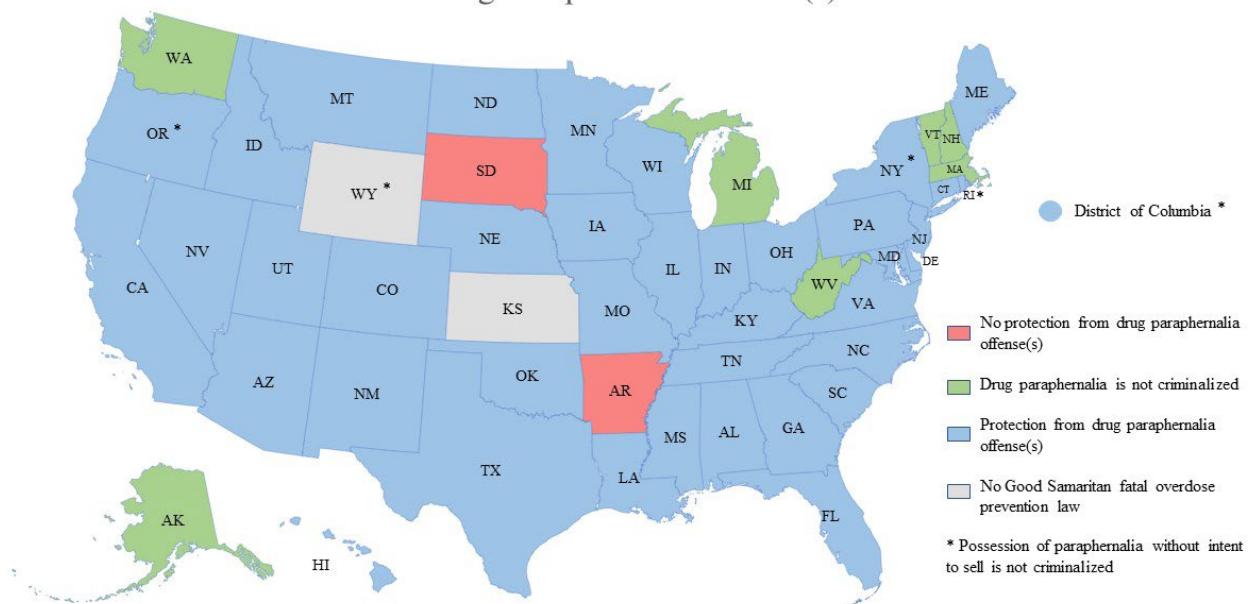 WA
MT
ND
MN
ME
OR *
ID
WY *
SD
WI
MI
NY *
VT
NH
MA
CT
RI *
District of Columbia *
NV
UT
NE
IA
PA
NJ
CA
CO
KS
MO
IL
IN
OH
WV
MD
DE
VA
KY
AZ
NM
OK
AR
TN
NC
SC
TX
LA
MS
AL
GA
FL
AK
HI
No protection from drug paraphernalia
offense(s)
Drug paraphernalia is not criminalized
Protection from drug paraphernalia
offense(s)
No Good Samaritan fatal overdose
prevention law
* Possession of paraphernalia without intent
to sell is not criminalized